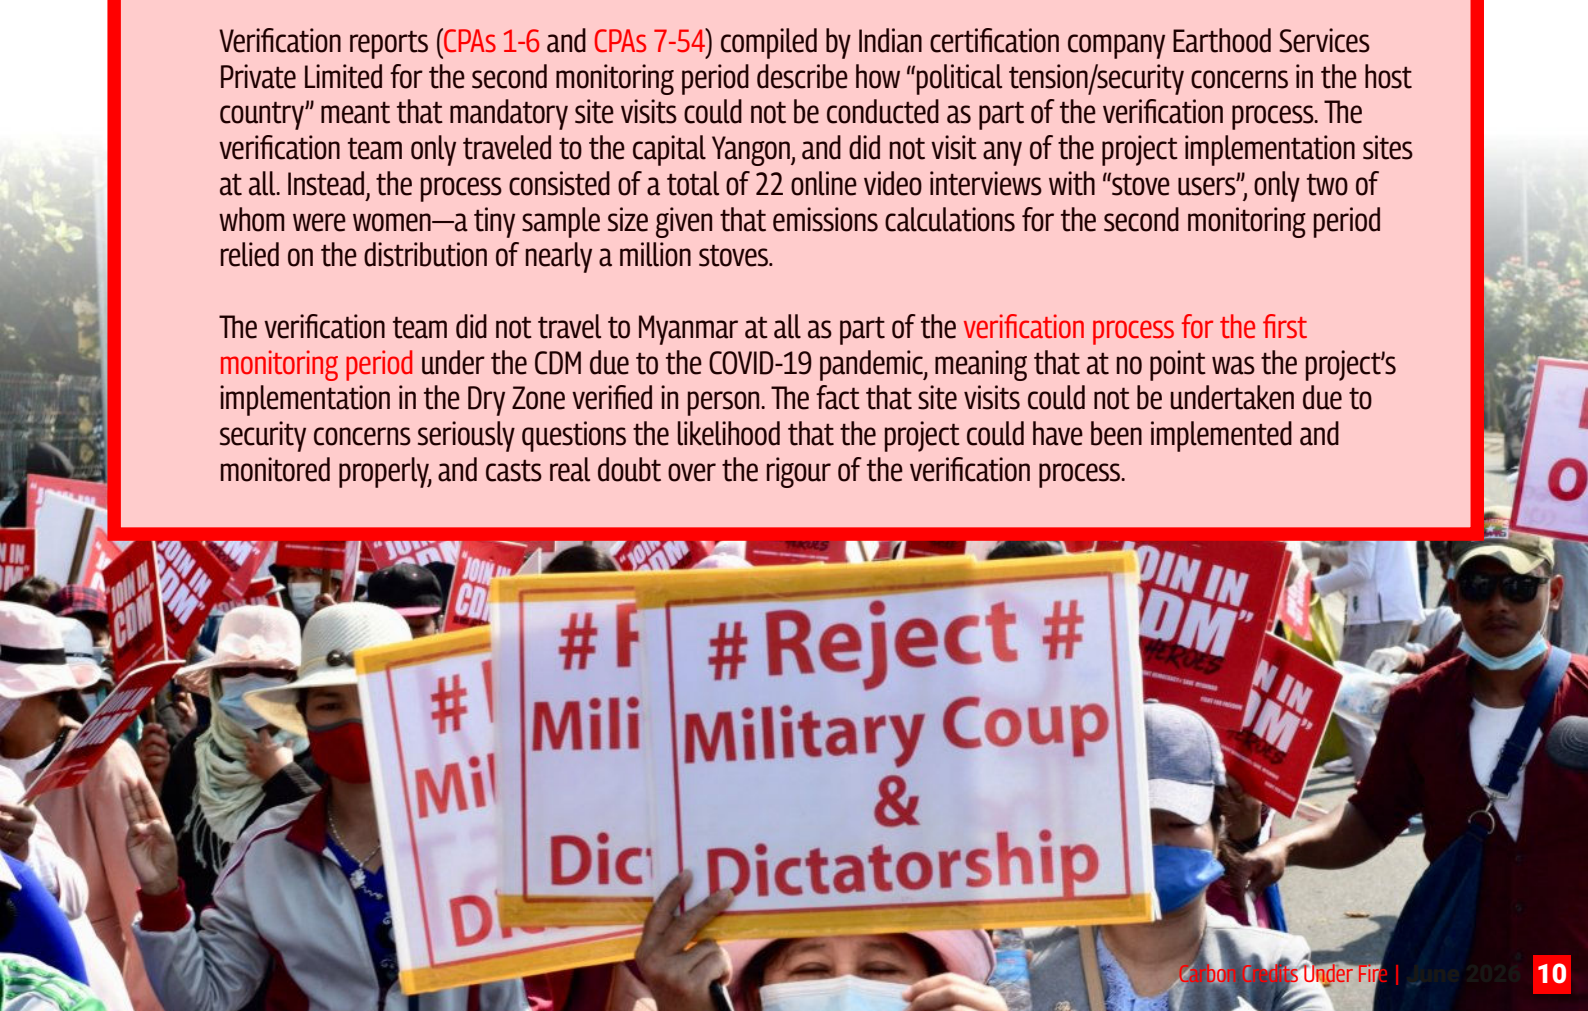 Verification reports (CPAs 1-6 and CPAs 7-54) compiled by Indian certification company Earthood Services
Private Limited for the second monitoring period describe how “political tension/security concerns in the host
country” meant that mandatory site visits could not be conducted as part of the verification process. The
verification team only traveled to the capital Yangon, and did not visit any of the project implementation sites
at all. Instead, the process consisted of a total of 22 online video interviews with “stove users”, only two of
whom were women—a tiny sample size given that emissions calculations for the second monitoring period
relied on the distribution of nearly a million stoves.
The verification team did not travel to Myanmar at all as part of the verification process for the first
monitoring period under the CDM due to the COVID-19 pandemic, meaning that at no point was the project’s
implementation in the Dry Zone verified in person. The fact that site visits could not be undertaken due to
security concerns seriously questions the likelihood that the project could have been implemented and
monitored properly, and casts real doubt over the rigour of the verification process.
JOIN IN
CDM
JOIN IN
CDM”
# Reject #
Military Coup
&
Dictatorship
JOIN IN
CDM”
HEROES
Carbon Credits Under Fire | June 2026 10